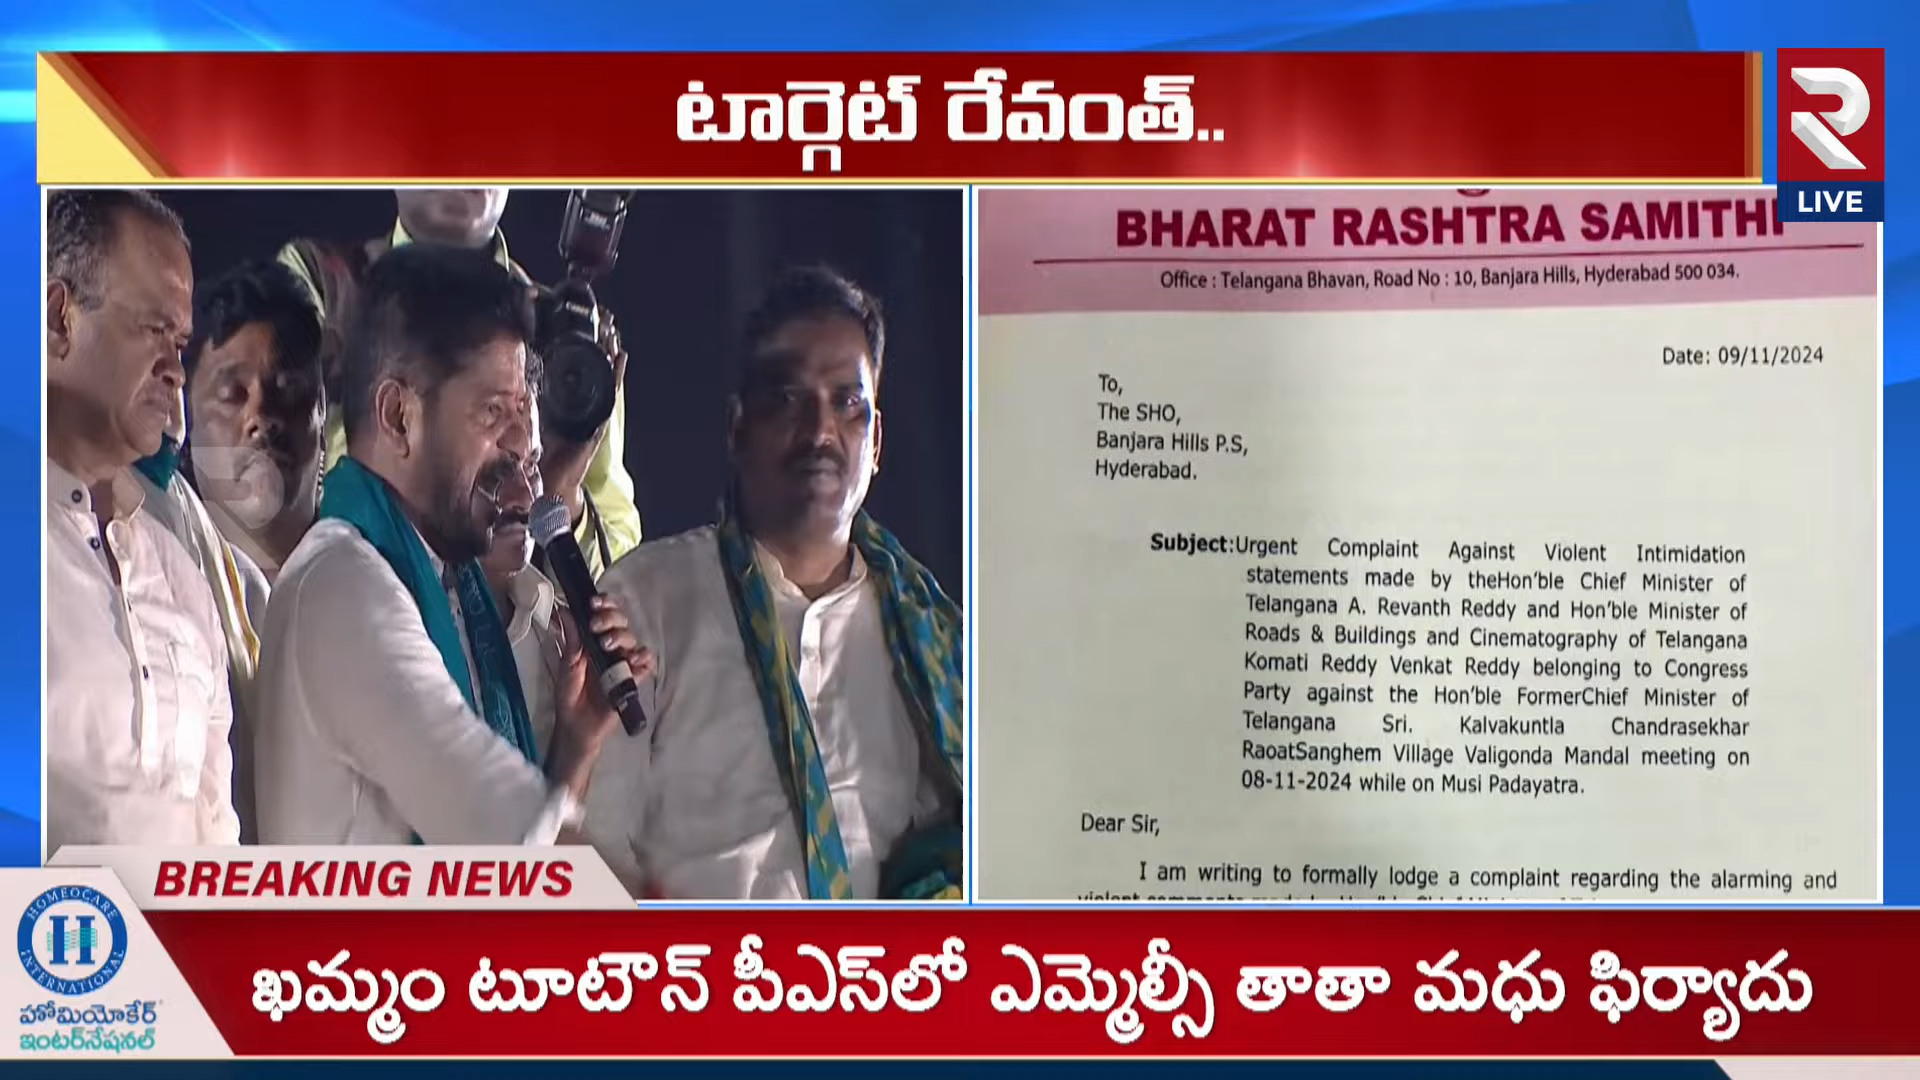 టార్గెట్ రేవంత్..
R
LIVE
BHARAT RASHTRA SAMITHI
Office : Telangana Bhavan, Road No : 10, Banjara Hills, Hyderabad 500 034.
Date: 09/11/2024
To,
The SHO,
Banjara Hills P.S,
Hyderabad.
Subject:Urgent Complaint Against Violent Intimidation
statements made by theHon'ble Chief Minister of
Telangana A. Revanth Reddy and Hon'ble Minister of
Roads & Buildings and Cinematography of Telangana
Komati Reddy Venkat Reddy belonging to Congress
Party against the Hon'ble FormerChief Minister of
Telangana Sri. Kalvakuntla Chandrasekhar
RaoatSanghem Village Valigonda Mandal meeting on
08-11-2024 while on Musi Padayatra.
Dear Sir,
I am writing to formally lodge a complaint regarding the alarming and
BREAKING NEWS
HOMEOCARE
H
INTERNATIONAL
హోమియోకేర్
ఇంటర్‌నేషనల్
ఖమ్మం టూటౌన్ పీఎస్‌లో ఎమ్మెల్సీ తాతా మధు ఫిర్యాదు